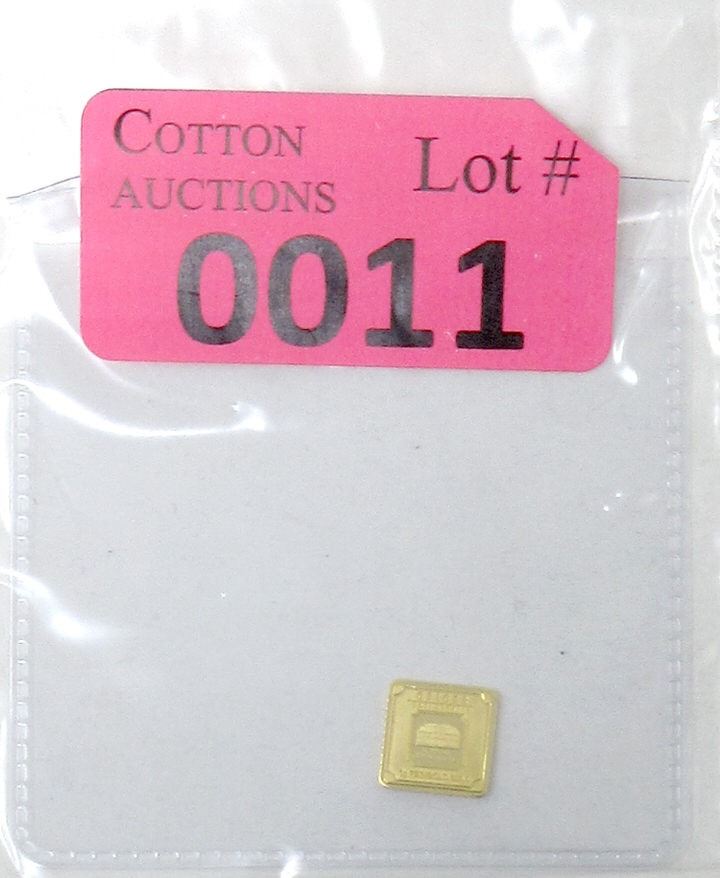 COTTON
AUCTIONS
Lot #
0011